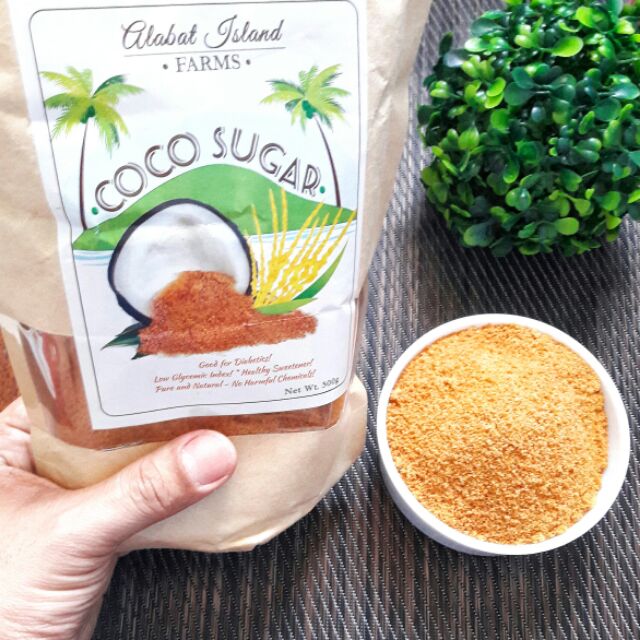 Alabat Island
• FARMS •
• COCO SUGAR •
Good for Diabetics!
Low Glycemic Index! * Healthy Sweetener!
Pure and Natural - No Harmful Chemicals!
Net Wt. 500g